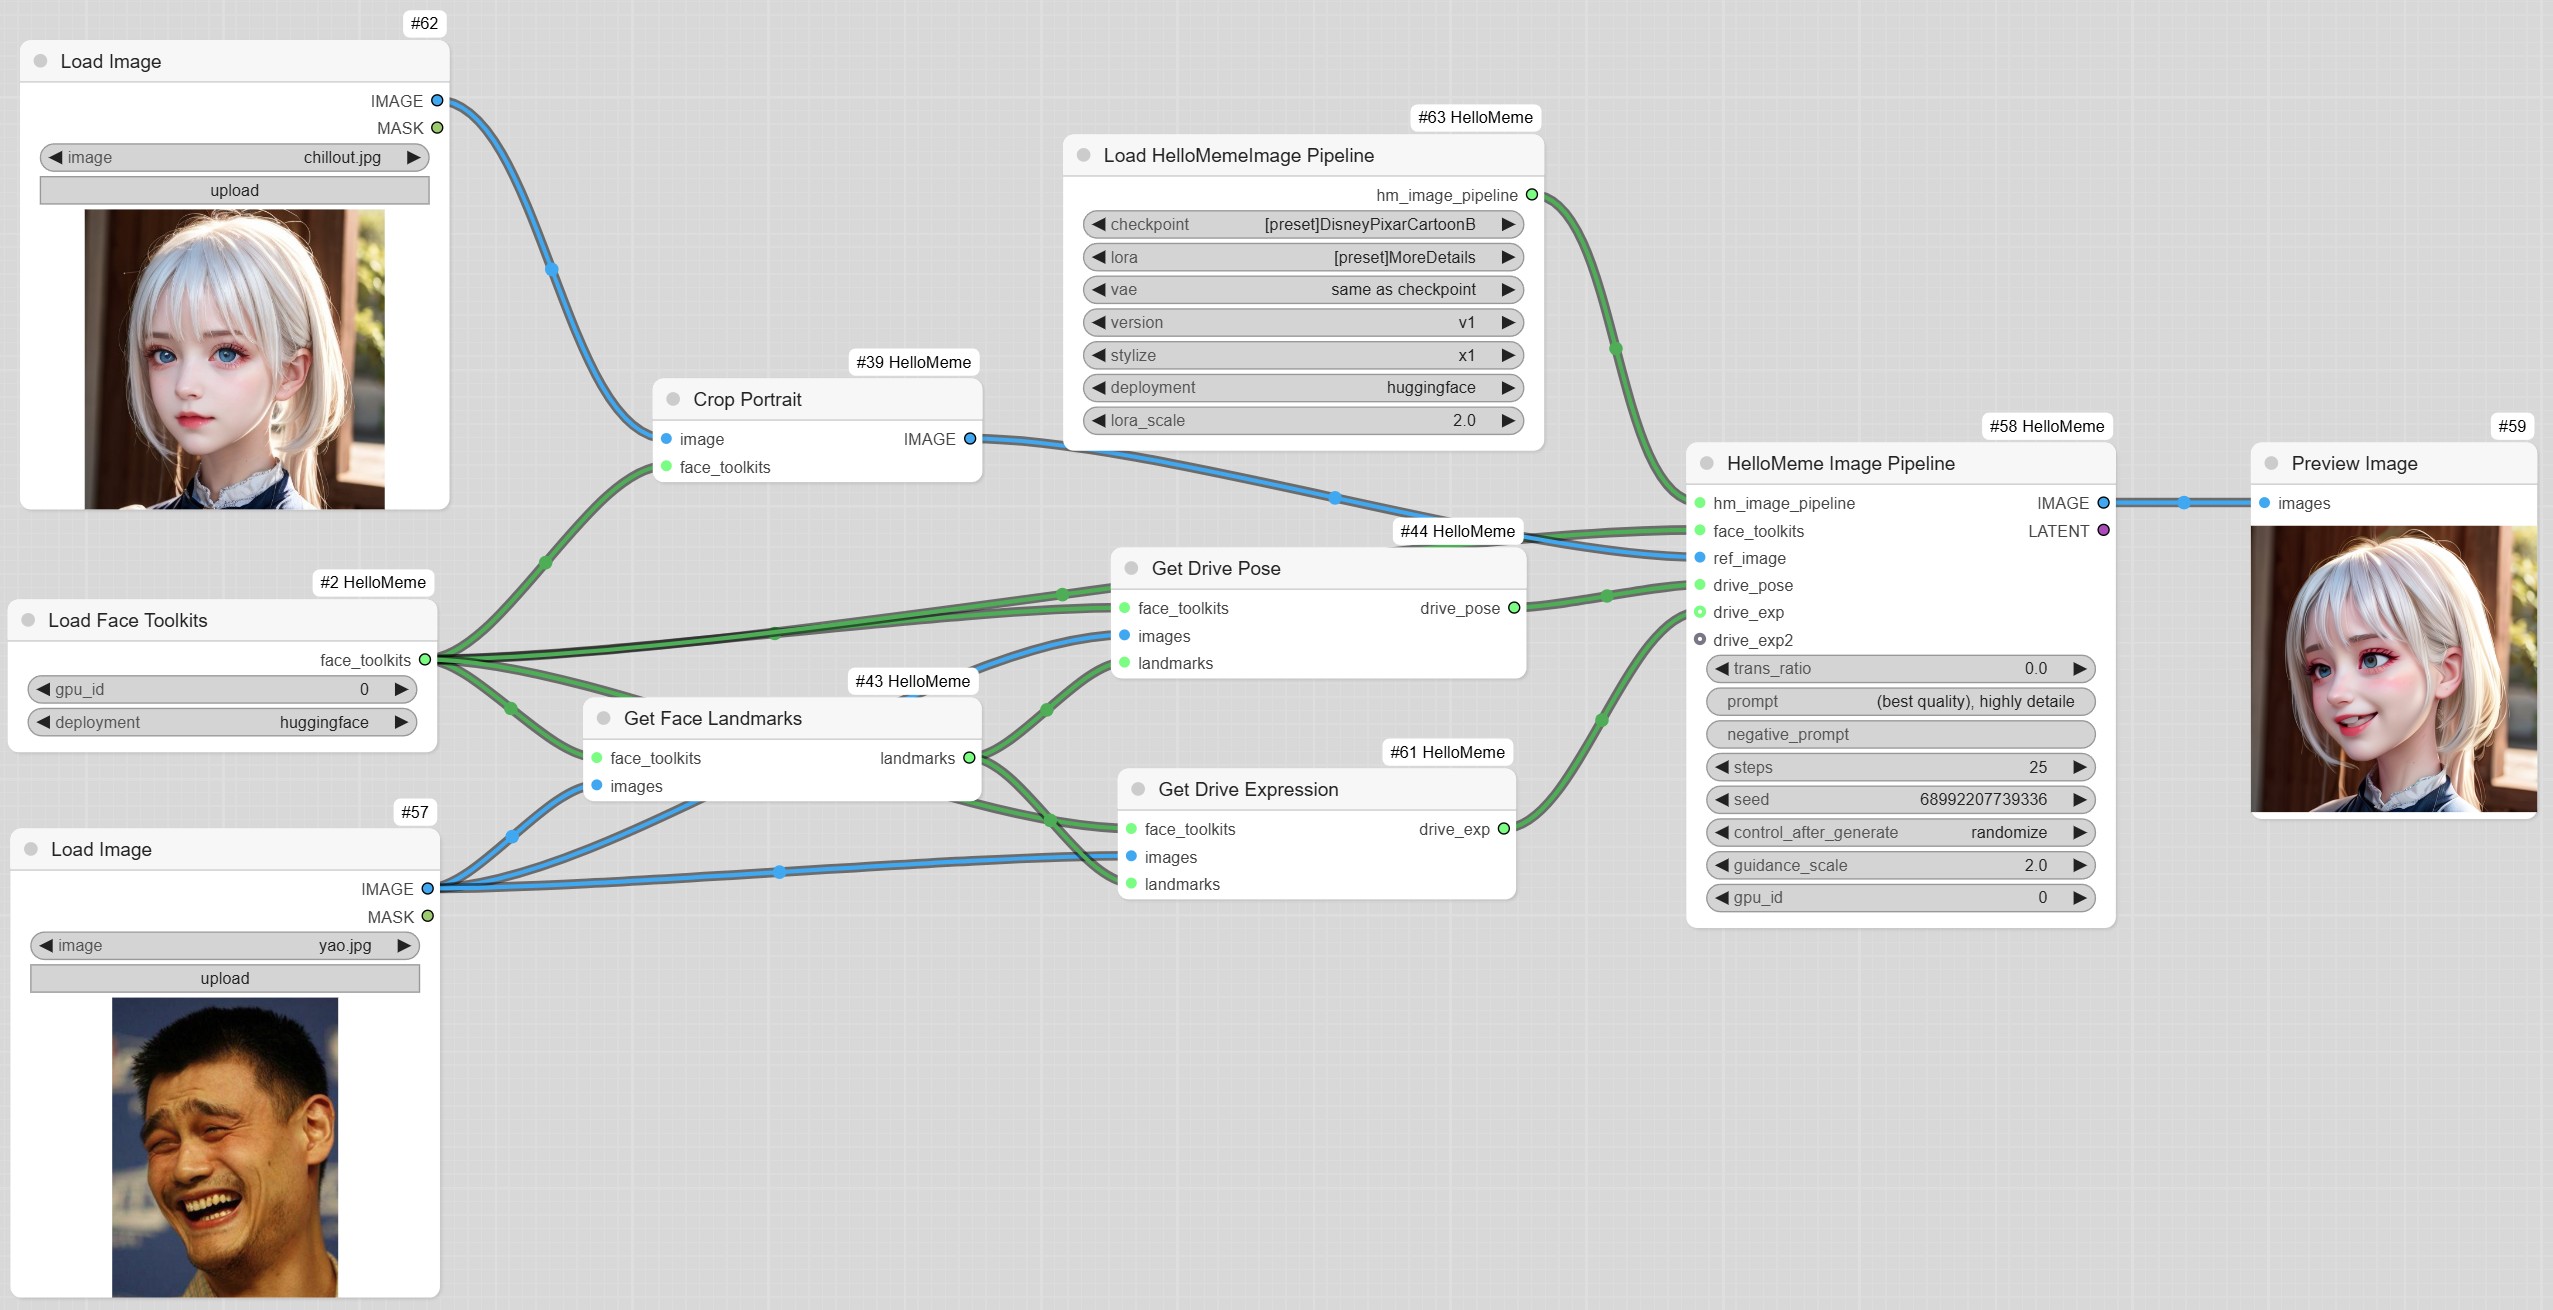 #62
Load Image
IMAGE
MASK
image chillout.jpg
upload
#63 HelloMeme
Load HelloMemeImage Pipeline
hm_image_pipeline
checkpoint [preset]DisneyPixarCartoonB
lora [preset]MoreDetails
vae same as checkpoint
version v1
stylize x1
deployment huggingface
lora_scale 2.0
#39 HelloMeme
Crop Portrait
image IMAGE
face_toolkits
#2 HelloMeme
Load Face Toolkits
face_toolkits
gpu_id 0
deployment huggingface
#44 HelloMeme
Get Drive Pose
face_toolkits drive_pose
images
landmarks
#43 HelloMeme
Get Face Landmarks
face_toolkits landmarks
images
#61 HelloMeme
Get Drive Expression
face_toolkits drive_exp
images
landmarks
#57
Load Image
IMAGE
MASK
image yao.jpg
upload
#58 HelloMeme
HelloMeme Image Pipeline
hm_image_pipeline IMAGE
face_toolkits LATENT
ref_image
drive_pose
drive_exp
drive_exp2
trans_ratio 0.0
prompt (best quality), highly detaile
negative_prompt
steps 25
seed 68992207739336
control_after_generate randomize
guidance_scale 2.0
gpu_id 0
#59
Preview Image
images